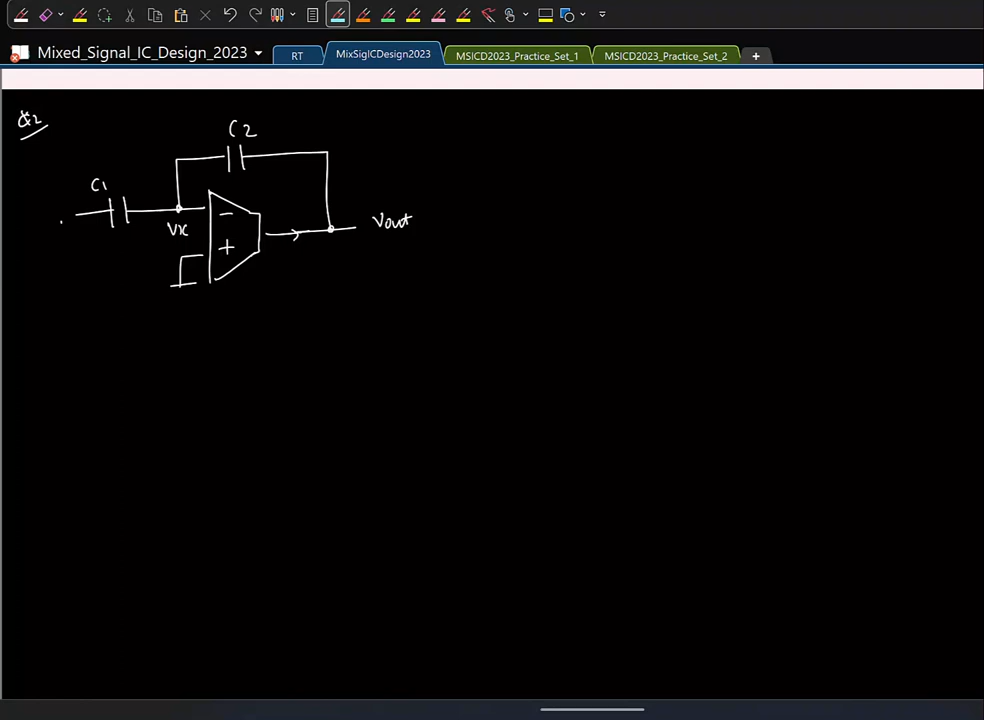 Mixed_Signal_IC_Design_2023
RT
MixSigICDesign2023
MSICD2023_Practice_Set_1
MSICD2023_Practice_Set_2
+
Q2
C2
C1
Vx
−
+
Vout